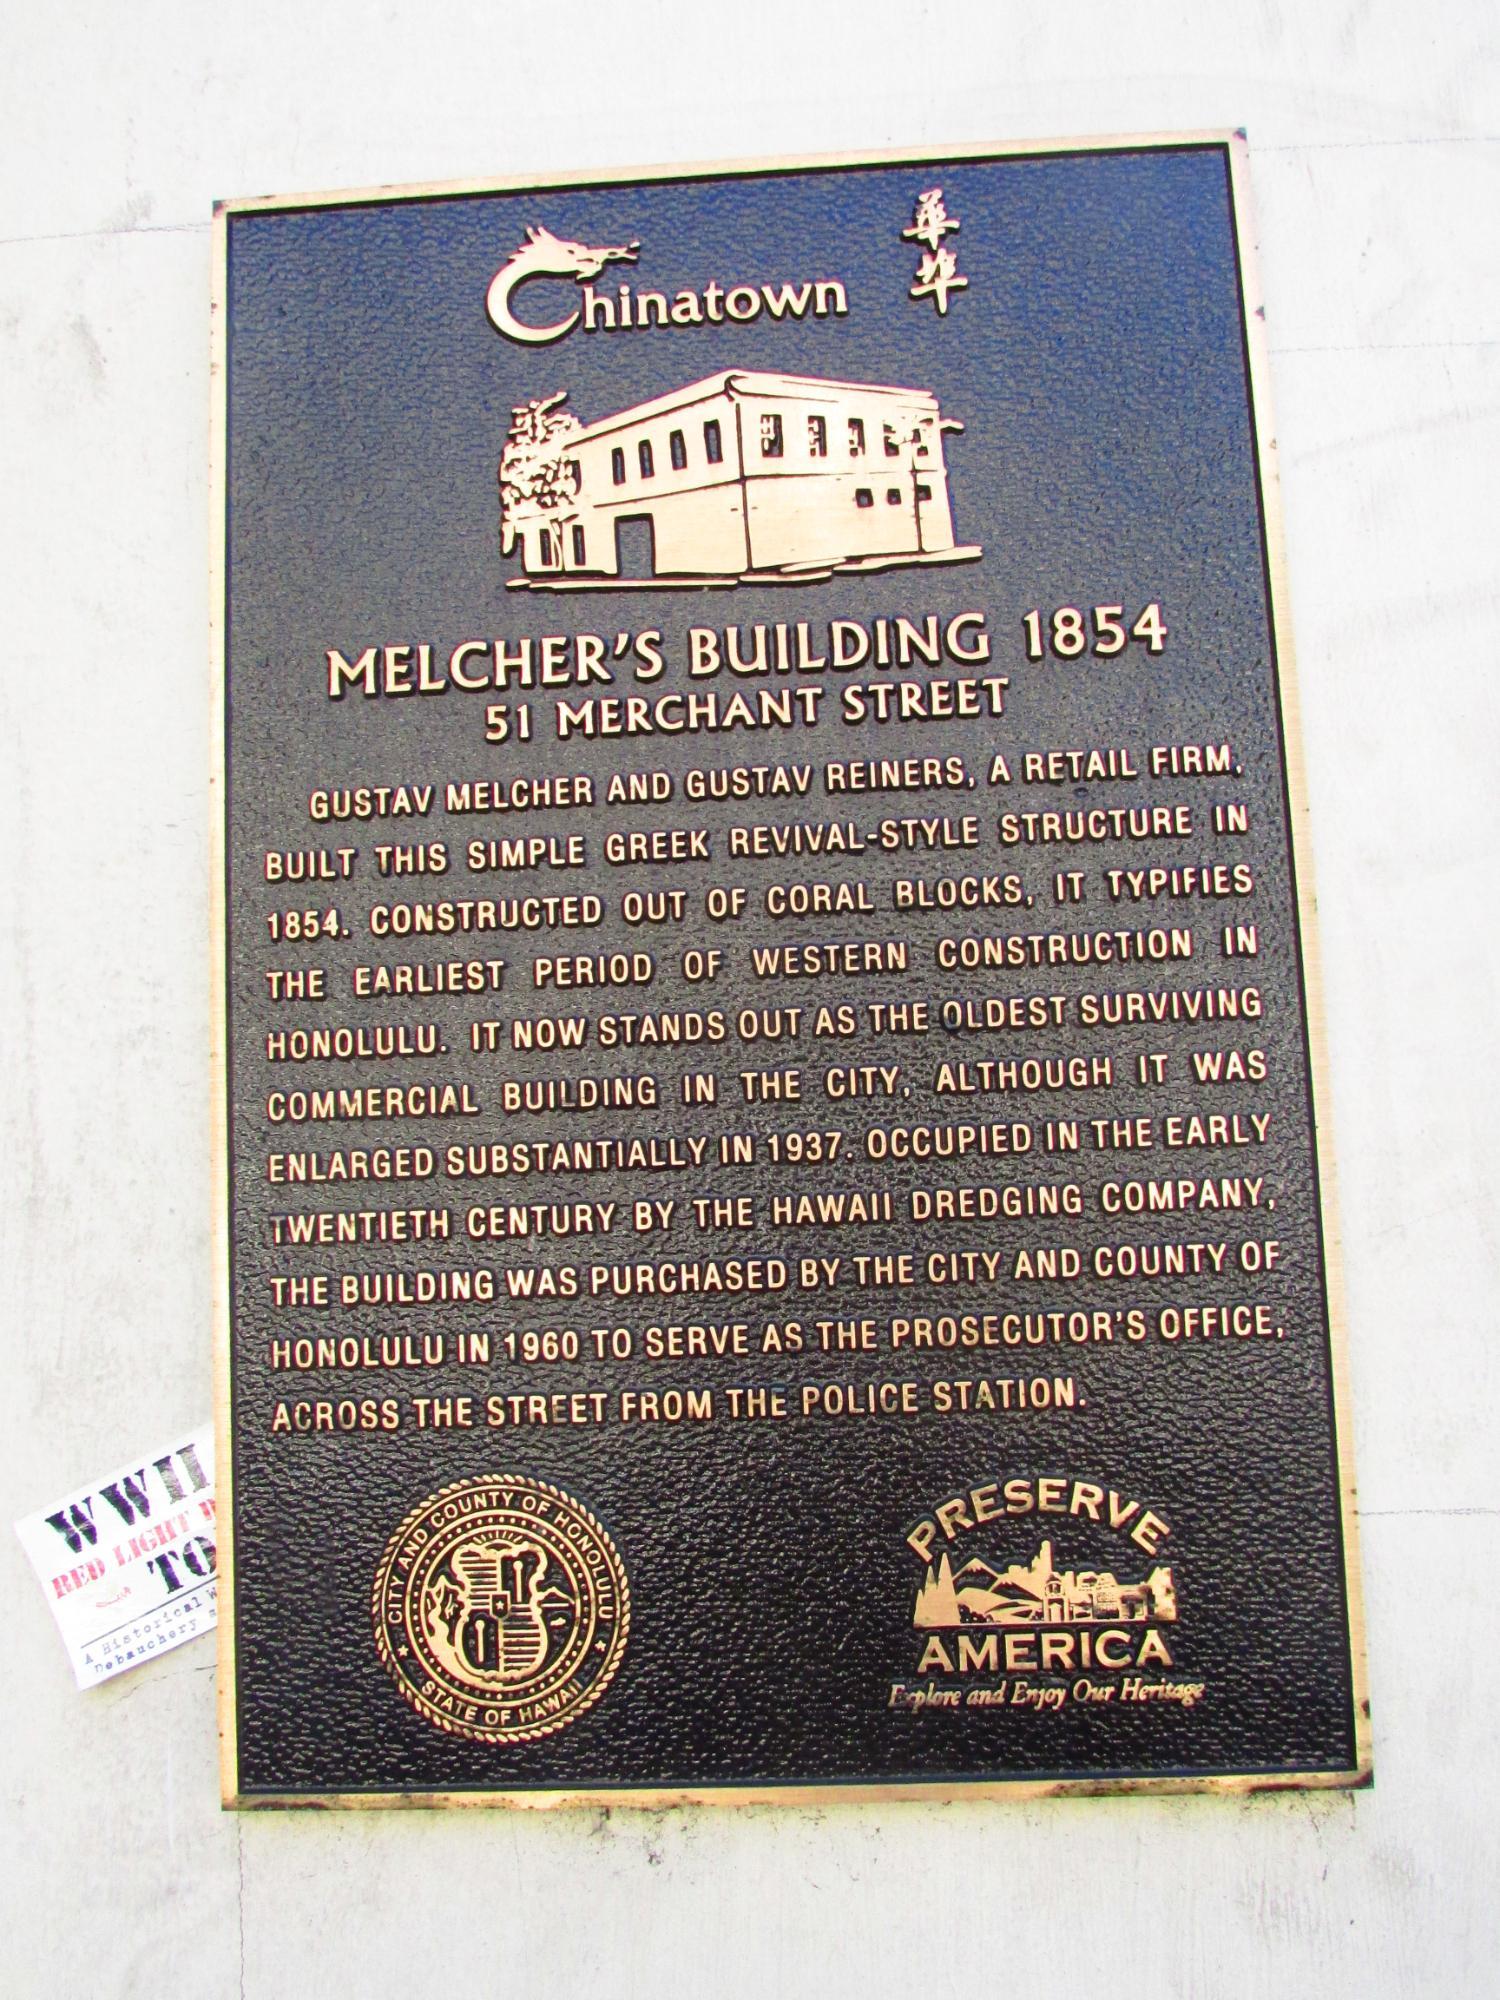 Chinatown
華埠
MELCHER'S BUILDING 1854
51 MERCHANT STREET
GUSTAV MELCHER AND GUSTAV REINERS, A RETAIL FIRM,
BUILT THIS SIMPLE GREEK REVIVAL-STYLE STRUCTURE IN
1854. CONSTRUCTED OUT OF CORAL BLOCKS, IT TYPIFIES
THE EARLIEST PERIOD OF WESTERN CONSTRUCTION IN
HONOLULU. IT NOW STANDS OUT AS THE OLDEST SURVIVING
COMMERCIAL BUILDING IN THE CITY, ALTHOUGH IT WAS
ENLARGED SUBSTANTIALLY IN 1937. OCCUPIED IN THE EARLY
TWENTIETH CENTURY BY THE HAWAII DREDGING COMPANY,
THE BUILDING WAS PURCHASED BY THE CITY AND COUNTY OF
HONOLULU IN 1960 TO SERVE AS THE PROSECUTOR'S OFFICE,
ACROSS THE STREET FROM THE POLICE STATION.
CITY AND COUNTY OF HONOLULU
STATE OF HAWAII
PRESERVE
AMERICA
Explore and Enjoy Our Heritage
WWII
RED LIGHT
TO
A Historical W
Debauchery